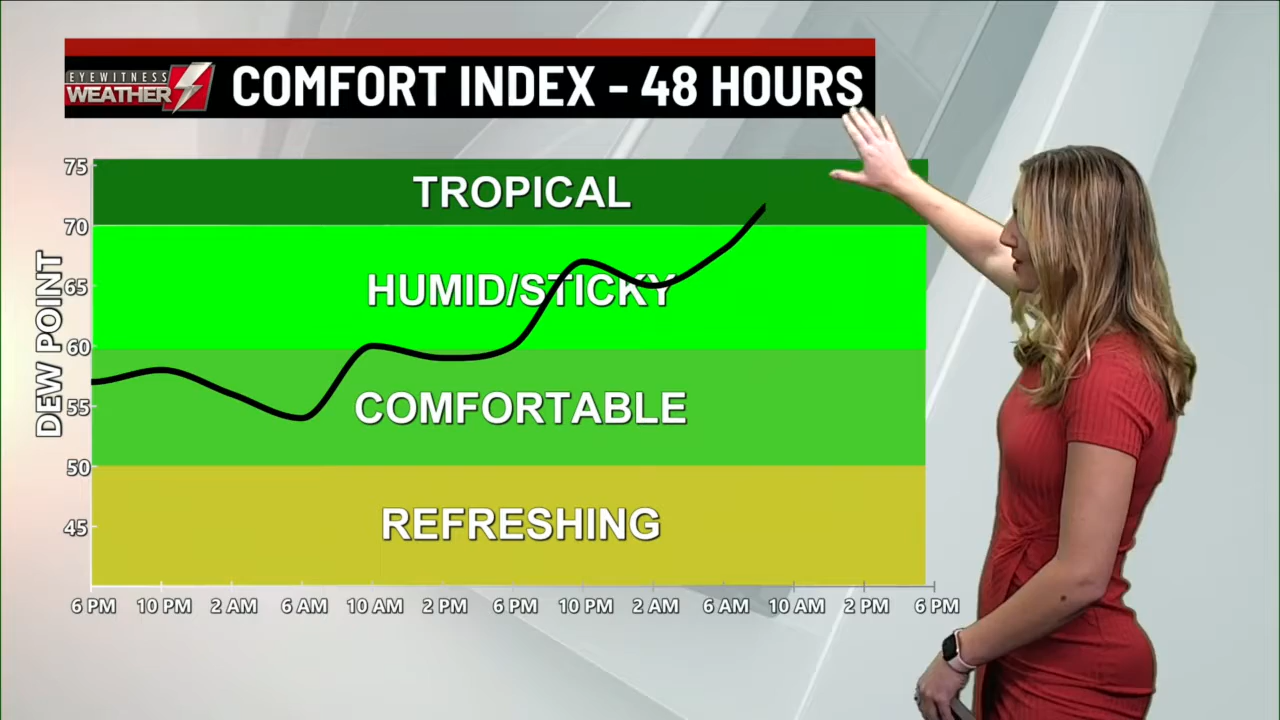 EYEWITNESS
WEATHER
COMFORT INDEX - 48 HOURS
75
TROPICAL
70
HUMID/STICKY
65
60
DEW POINT
COMFORTABLE
55
50
REFRESHING
45
6 PM 10 PM 2 AM 6 AM 10 AM 2 PM 6 PM 10 PM 2 AM 6 AM 10 AM 2 PM 6 PM